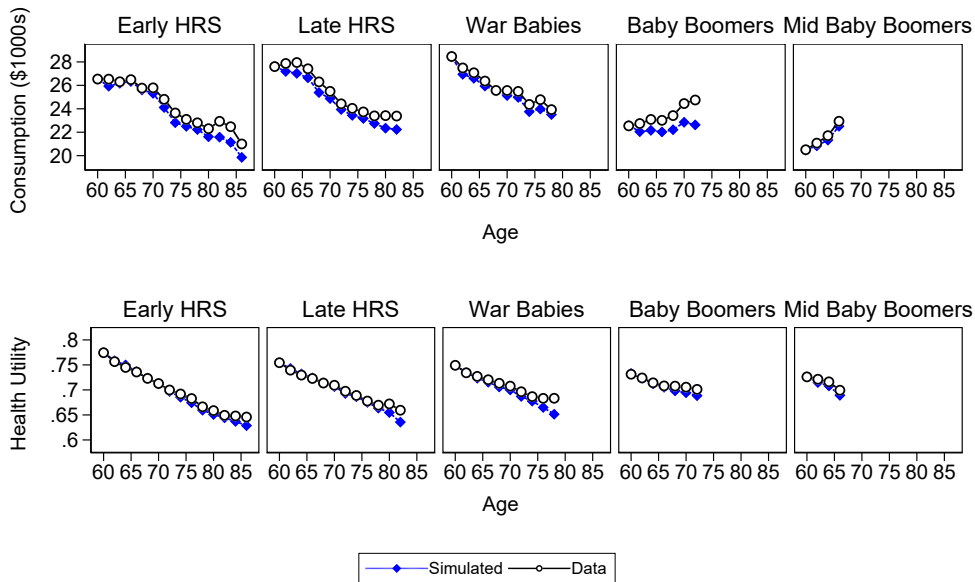 Early HRS Late HRS War Babies Baby Boomers Mid Baby Boomers
Consumption ($1000s)
28
26
24
22
20
60 65 70 75 80 85 60 65 70 75 80 85 60 65 70 75 80 85 60 65 70 75 80 85 60 65 70 75 80 85
Age
Early HRS Late HRS War Babies Baby Boomers Mid Baby Boomers
Health Utility
.8
.75
.7
.65
.6
60 65 70 75 80 85 60 65 70 75 80 85 60 65 70 75 80 85 60 65 70 75 80 85 60 65 70 75 80 85
Age
Simulated Data